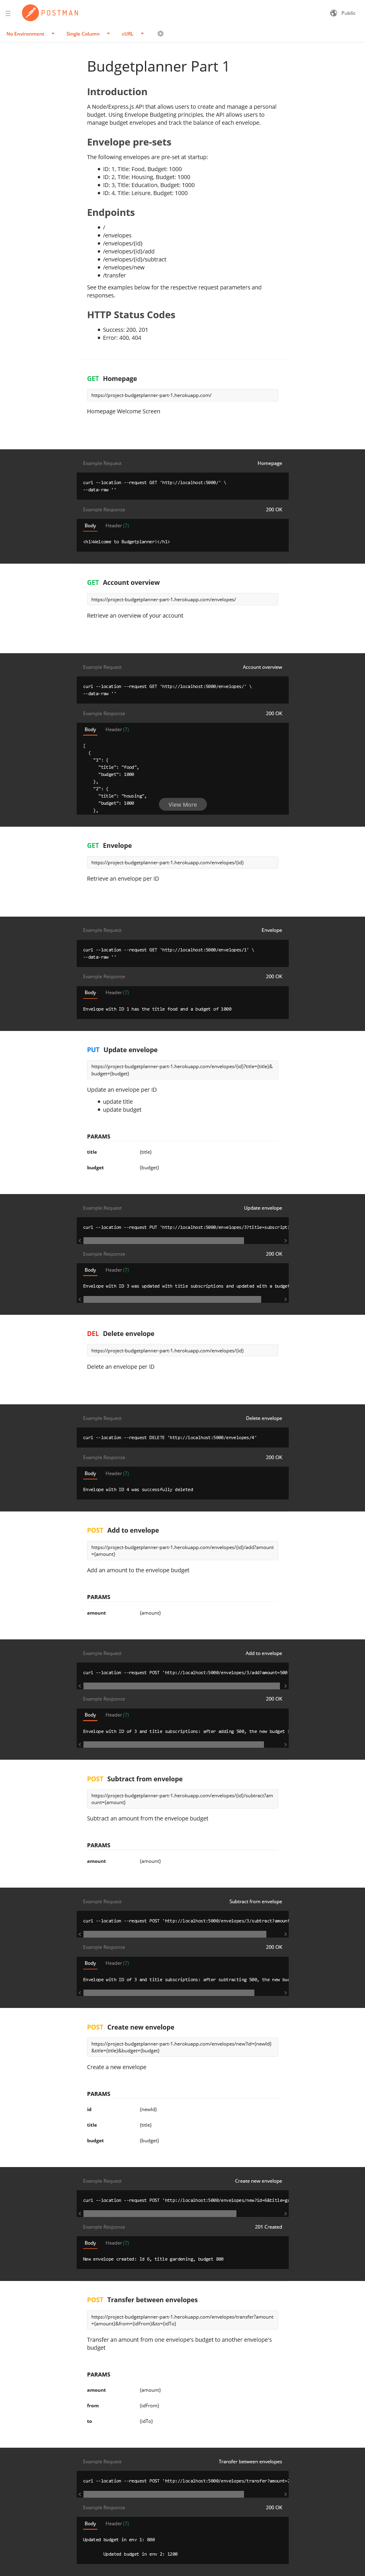 POSTMAN
Public
No Environment
Single Column
cURL
Budgetplanner Part 1
Introduction
A Node/Express.Js API that allows users to create and manage a personal
budget. Using Envelope Budgeting principles, the API allows users to
manage budget envelopes and track the balance of each envelope.
Envelope pre-sets
The following envelopes are pre-set at startup:
ID: 1, Title: Food, Budget: 1000
ID: 2, Title: Housing, Budget: 1000
ID: 3, Title: Education, Budget: 1000
ID: 4, Title: Leisure, Budget: 1000
Endpoints
/
/envelopes
/envelopes/{id}
/envelopes/{id}/add
/envelopes/{id}/subtract
/envelopes/new
/transfer
See the examples below for the respective request parameters and
responses.
HTTP Status Codes
Success: 200, 201
Error: 400, 404
GET Homepage
https://project-budgetplanner-part-1.herokuapp.com/
Homepage Welcome Screen
Example Request
Homepage
curl --location --request GET 'http://localhost:5000/' \
--data-raw ''
Example Response
200 OK
Body Header (7)
<h1>Welcome to Budgetplanner!</h1>
GET Account overview
https://project-budgetplanner-part-1.herokuapp.com/envelopes/
Retrieve an overview of your account
Example Request
Account overview
curl --location --request GET 'http://localhost:5000/envelopes/' \
--data-raw ''
Example Response
200 OK
Body Header (7)
[
{
"1": {
"title": "food",
"budget": 1000
},
"2": {
"title": "housing",
"budget": 1000
},
View More
GET Envelope
https://project-budgetplanner-part-1.herokuapp.com/envelopes/{id}
Retrieve an envelope per ID
Example Request
Envelope
curl --location --request GET 'http://localhost:5000/envelopes/1' \
--data-raw ''
Example Response
200 OK
Body Header (7)
Envelope with ID 1 has the title food and a budget of 1000
PUT Update envelope
https://project-budgetplanner-part-1.herokuapp.com/envelopes/{id}?title={title}&
budget={budget}
Update an envelope per ID
update title
update budget
PARAMS
title {title}
budget {budget}
Example Request
Update envelope
curl --location --request PUT 'http://localhost:5000/envelopes/3?title=subscript
Example Response
200 OK
Body Header (7)
Envelope with ID 3 was updated with title subscriptions and updated with a budget
DEL Delete envelope
https://project-budgetplanner-part-1.herokuapp.com/envelopes/{id}
Delete an envelope per ID
Example Request
Delete envelope
curl --location --request DELETE 'http://localhost:5000/envelopes/4'
Example Response
200 OK
Body Header (7)
Envelope with ID 4 was successfully deleted
POST Add to envelope
https://project-budgetplanner-part-1.herokuapp.com/envelopes/{id}/add?amount
={amount}
Add an amount to the envelope budget
PARAMS
amount {amount}
Example Request
Add to envelope
curl --location --request POST 'http://localhost:5000/envelopes/3/add?amount=500
Example Response
200 OK
Body Header (7)
Envelope with ID of 3 and title subscriptions: after adding 500, the new budget
POST Subtract from envelope
https://project-budgetplanner-part-1.herokuapp.com/envelopes/{id}/subtract?am
ount={amount}
Subtract an amount from the envelope budget
PARAMS
amount {amount}
Example Request
Subtract from envelope
curl --location --request POST 'http://localhost:5000/envelopes/3/subtract?amount
Example Response
200 OK
Body Header (7)
Envelope with ID of 3 and title subscriptions: after subtracting 500, the new bud
POST Create new envelope
https://project-budgetplanner-part-1.herokuapp.com/envelopes/new?id={newId}
&title={title}&budget={budget}
Create a new envelope
PARAMS
id {newId}
title {title}
budget {budget}
Example Request
Create new envelope
curl --location --request POST 'http://localhost:5000/envelopes/new?id=6&title=ga
Example Response
201 Created
Body Header (7)
New envelope created: id 6, title gardening, budget 800
POST Transfer between envelopes
https://project-budgetplanner-part-1.herokuapp.com/envelopes/transfer?amount
={amount}&from={idFrom}&to={idTo}
Transfer an amount from one envelope's budget to another envelope's
budget
PARAMS
amount {amount}
from {idFrom}
to {idTo}
Example Request
Transfer between envelopes
curl --location --request POST 'http://localhost:5000/envelopes/transfer?amount=
Example Response
200 OK
Body Header (7)
Updated budget in env 1: 800
Updated budget in env 2: 1200